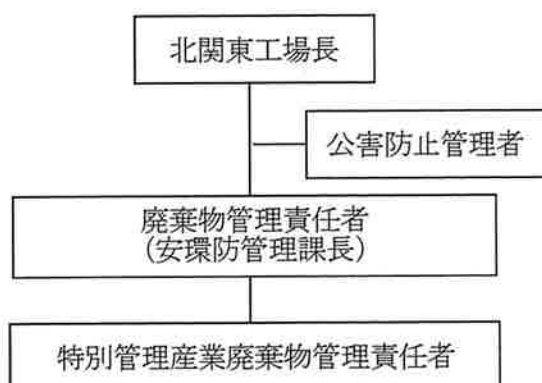 北関東工場長
公害防止管理者
廃棄物管理責任者
(安環防管理課長)
特別管理産業廃棄物管理責任者